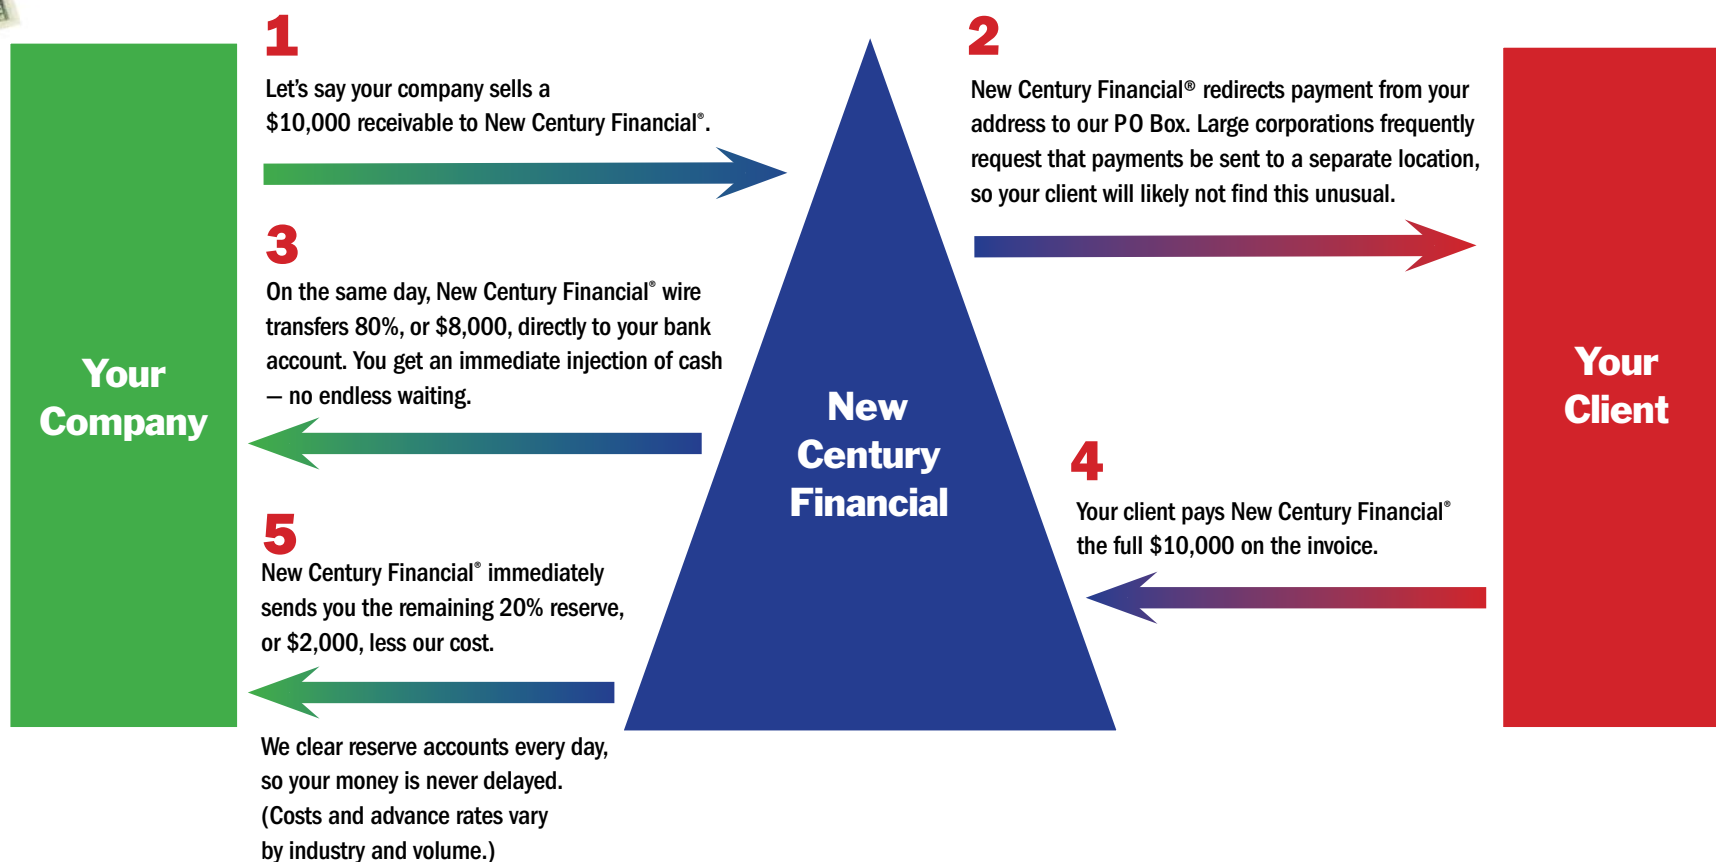 1
Let's say your company sells a
$10,000 receivable to New Century Financial®.
2
New Century Financial® redirects payment from your
address to our PO Box. Large corporations frequently
request that payments be sent to a separate location,
so your client will likely not find this unusual.
3
On the same day, New Century Financial® wire
transfers 80%, or $8,000, directly to your bank
account. You get an immediate injection of cash
— no endless waiting.
Your
Company
New
Century
Financial
Your
Client
4
Your client pays New Century Financial®
the full $10,000 on the invoice.
5
New Century Financial® immediately
sends you the remaining 20% reserve,
or $2,000, less our cost.
We clear reserve accounts every day,
so your money is never delayed.
(Costs and advance rates vary
by industry and volume.)